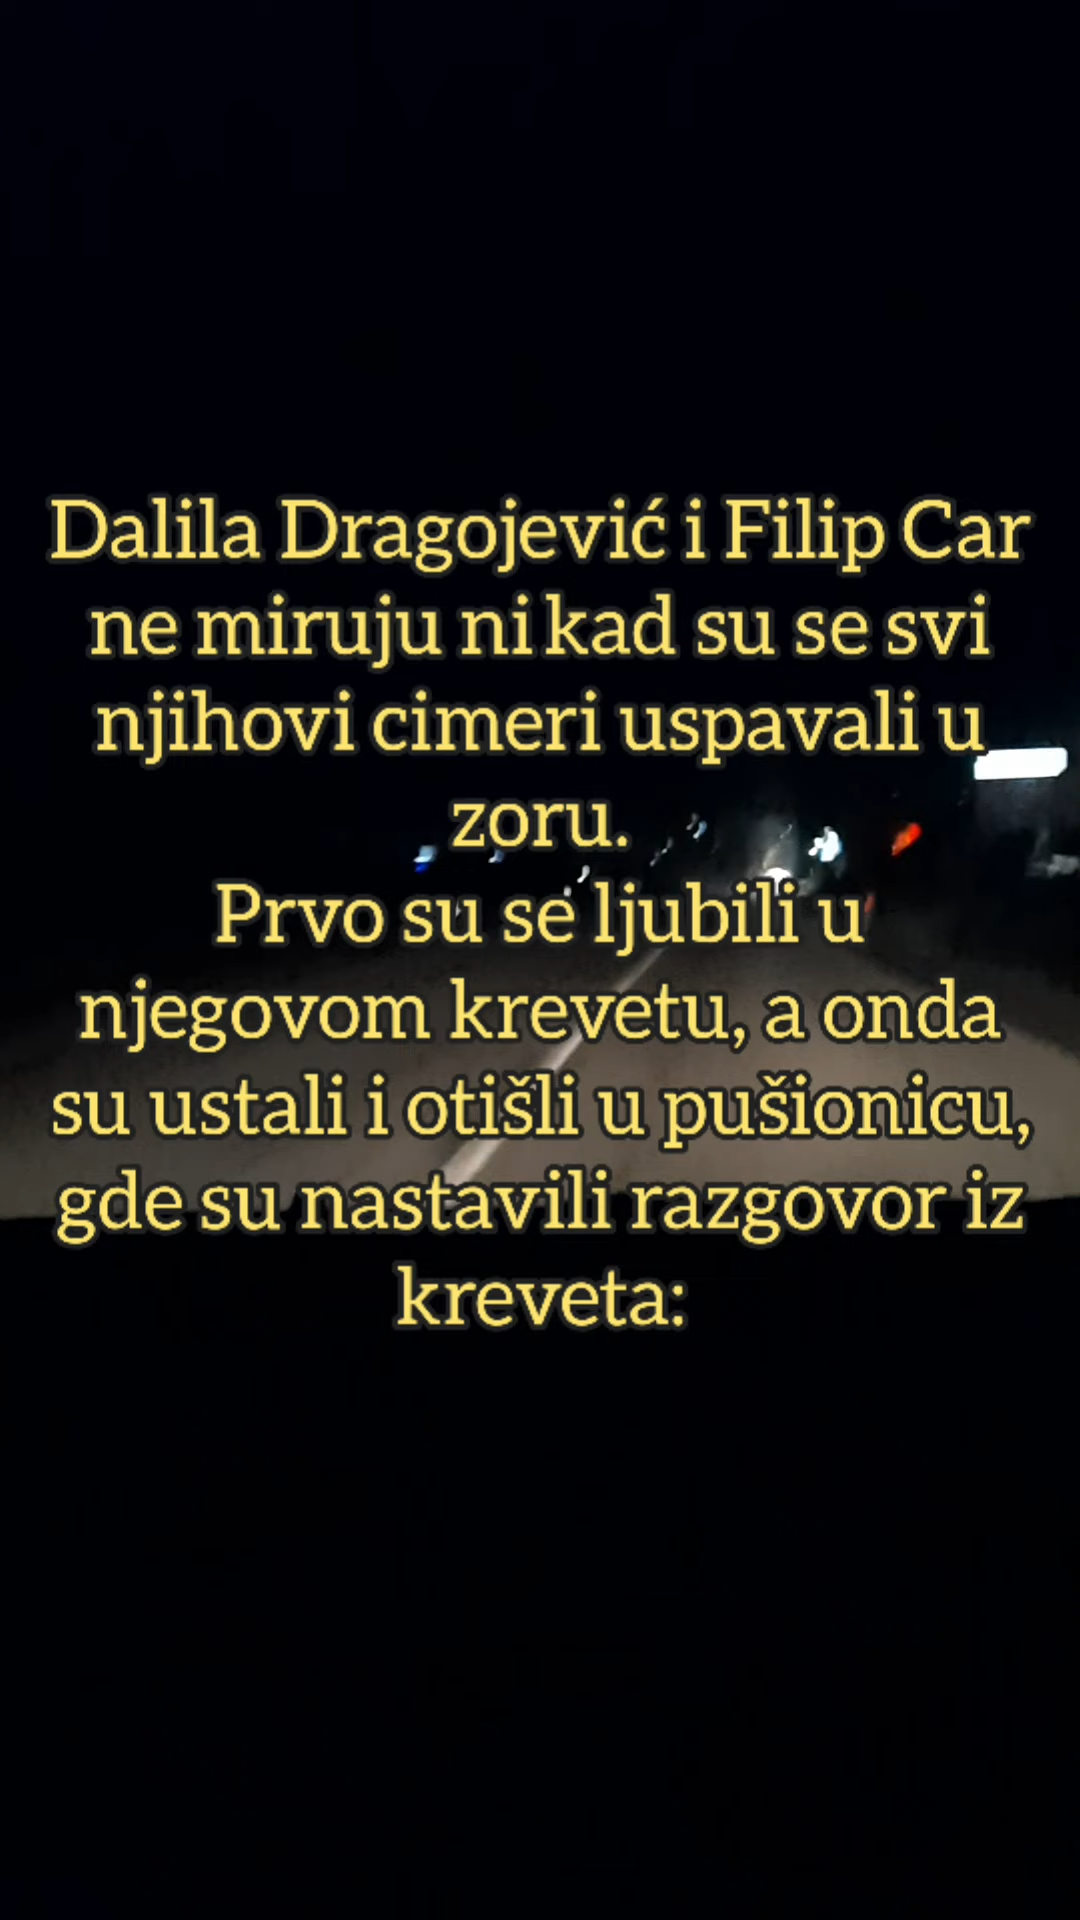 Dalila Dragojević i Filip Car
ne miruju ni kad su se svi
njihovi cimeri uspavali u
zoru.
Prvo su se ljubili u
njegovom krevetu, a onda
su ustali i otišli u pušionicu,
gde su nastavili razgovor iz
kreveta: